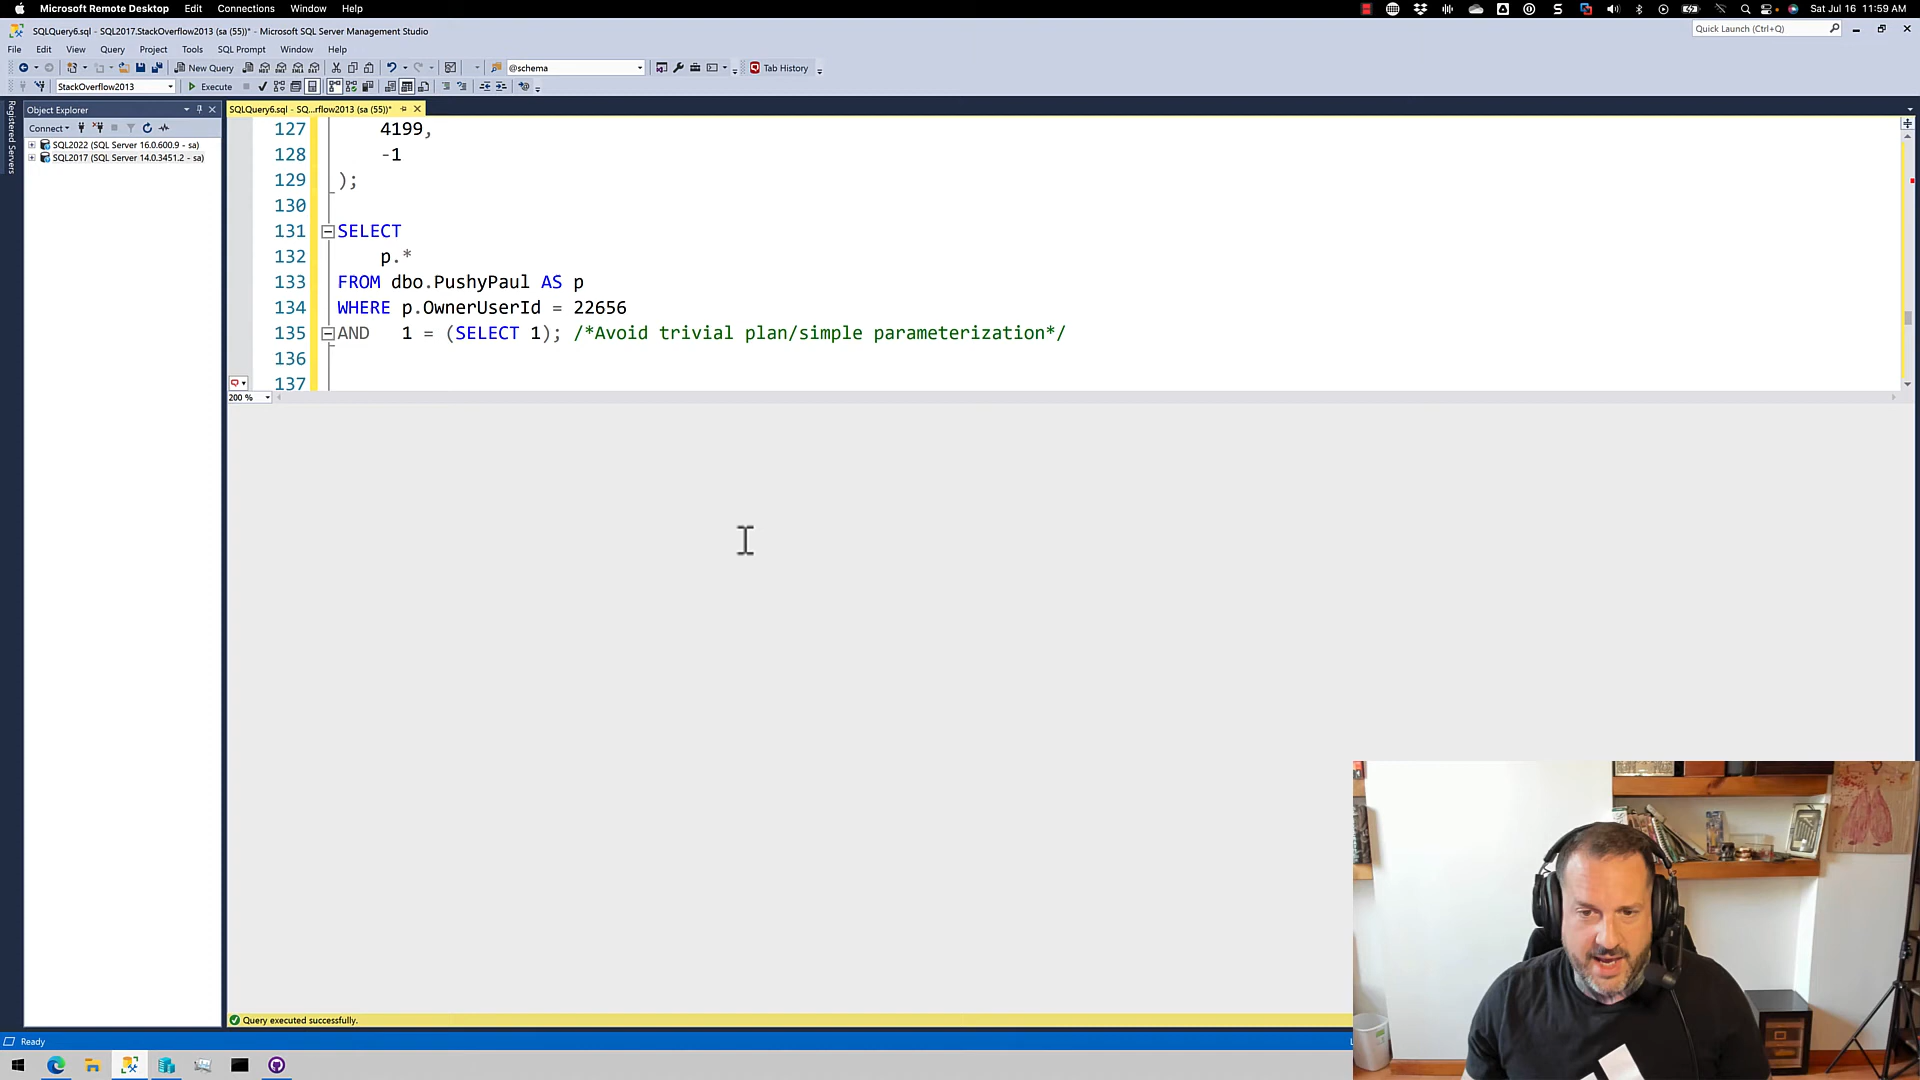 Microsoft Remote Desktop Edit Connections Window Help Sat Jul 16 11:59 AM
SQLQuery6.sql - SQL2017.StackOverflow2013 (sa (55))* - Microsoft SQL Server Management Studio
Quick Launch (Ctrl+Q)
File Edit View Query Project Tools SQL Prompt Window Help
New Query @schema Tab History
StackOverflow2013 Execute
Registered Servers
Object Explorer
SQLQuery6.sql - SQ...rflow2013 (sa (55))*
Connect
SQL2022 (SQL Server 16.0.600.9 - sa)
SQL2017 (SQL Server 14.0.3451.2 - sa)
127 4199,
128 -1
129 );
130
131 SELECT
132 p.*
133 FROM dbo.PushyPaul AS p
134 WHERE p.OwnerUserId = 22656
135 AND 1 = (SELECT 1); /*Avoid trivial plan/simple parameterization*/
136
137
200 %
Query executed successfully.
Ready